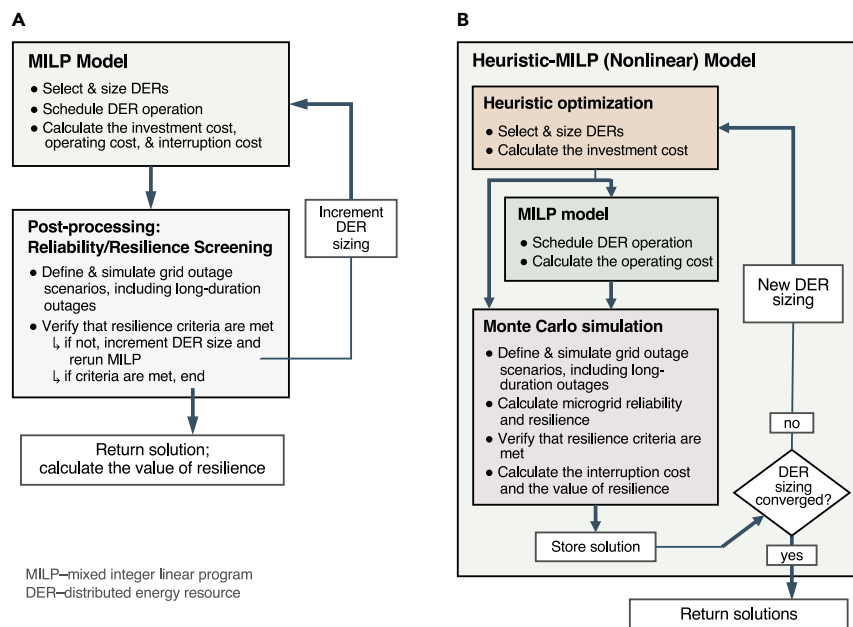 A
MILP Model
• Select & size DERs
• Schedule DER operation
• Calculate the investment cost,
operating cost, & interruption cost
Increment
DER
sizing
Post-processing:
Reliability/Resilience Screening
• Define & simulate grid outage
scenarios, including long-duration
outages
• Verify that resilience criteria are met
↳ if not, increment DER size and
rerun MILP
↳ if criteria are met, end
Return solution;
calculate the value of resilience
MILP–mixed integer linear program
DER–distributed energy resource
B
Heuristic-MILP (Nonlinear) Model
Heuristic optimization
• Select & size DERs
• Calculate the investment cost
MILP model
• Schedule DER operation
• Calculate the operating cost
New DER
sizing
Monte Carlo simulation
• Define & simulate grid outage
scenarios, including long-
duration outages
• Calculate microgrid reliability
and resilience
• Verify that resilience criteria are
met
• Calculate the interruption cost
and the value of resilience
no
DER
sizing
converged?
Store solution
yes
Return solutions